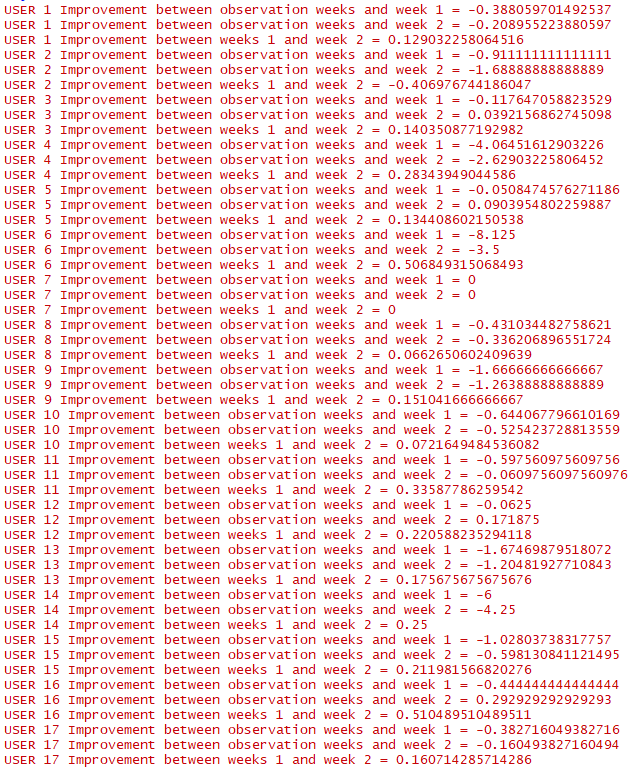 USER 1 Improvement between observation weeks and week 1 = -0.388059701492537
USER 1 Improvement between observation weeks and week 2 = -0.208955223880597
USER 1 Improvement between weeks 1 and week 2 = 0.129032258064516
USER 2 Improvement between observation weeks and week 1 = -0.911111111111111
USER 2 Improvement between observation weeks and week 2 = -1.68888888888889
USER 2 Improvement between weeks 1 and week 2 = -0.406976744186047
USER 3 Improvement between observation weeks and week 1 = -0.117647058823529
USER 3 Improvement between observation weeks and week 2 = 0.0392156862745098
USER 3 Improvement between weeks 1 and week 2 = 0.140350877192982
USER 4 Improvement between observation weeks and week 1 = -4.06451612903226
USER 4 Improvement between observation weeks and week 2 = -2.62903225806452
USER 4 Improvement between weeks 1 and week 2 = 0.28343949044586
USER 5 Improvement between observation weeks and week 1 = -0.0508474576271186
USER 5 Improvement between observation weeks and week 2 = 0.0903954802259887
USER 5 Improvement between weeks 1 and week 2 = 0.134408602150538
USER 6 Improvement between observation weeks and week 1 = -8.125
USER 6 Improvement between observation weeks and week 2 = -3.5
USER 6 Improvement between weeks 1 and week 2 = 0.506849315068493
USER 7 Improvement between observation weeks and week 1 = 0
USER 7 Improvement between observation weeks and week 2 = 0
USER 7 Improvement between weeks 1 and week 2 = 0
USER 8 Improvement between observation weeks and week 1 = -0.431034482758621
USER 8 Improvement between observation weeks and week 2 = -0.336206896551724
USER 8 Improvement between weeks 1 and week 2 = 0.0662650602409639
USER 9 Improvement between observation weeks and week 1 = -1.66666666666667
USER 9 Improvement between observation weeks and week 2 = -1.26388888888889
USER 9 Improvement between weeks 1 and week 2 = 0.151041666666667
USER 10 Improvement between observation weeks and week 1 = -0.644067796610169
USER 10 Improvement between observation weeks and week 2 = -0.525423728813559
USER 10 Improvement between weeks 1 and week 2 = 0.0721649484536082
USER 11 Improvement between observation weeks and week 1 = -0.597560975609756
USER 11 Improvement between observation weeks and week 2 = -0.0609756097560976
USER 11 Improvement between weeks 1 and week 2 = 0.33587786259542
USER 12 Improvement between observation weeks and week 1 = -0.0625
USER 12 Improvement between observation weeks and week 2 = 0.171875
USER 12 Improvement between weeks 1 and week 2 = 0.220588235294118
USER 13 Improvement between observation weeks and week 1 = -1.67469879518072
USER 13 Improvement between observation weeks and week 2 = -1.20481927710843
USER 13 Improvement between weeks 1 and week 2 = 0.175675675675676
USER 14 Improvement between observation weeks and week 1 = -6
USER 14 Improvement between observation weeks and week 2 = -4.25
USER 14 Improvement between weeks 1 and week 2 = 0.25
USER 15 Improvement between observation weeks and week 1 = -1.02803738317757
USER 15 Improvement between observation weeks and week 2 = -0.598130841121495
USER 15 Improvement between weeks 1 and week 2 = 0.211981566820276
USER 16 Improvement between observation weeks and week 1 = -0.444444444444444
USER 16 Improvement between observation weeks and week 2 = 0.292929292929293
USER 16 Improvement between weeks 1 and week 2 = 0.510489510489511
USER 17 Improvement between observation weeks and week 1 = -0.382716049382716
USER 17 Improvement between observation weeks and week 2 = -0.160493827160494
USER 17 Improvement between weeks 1 and week 2 = 0.160714285714286